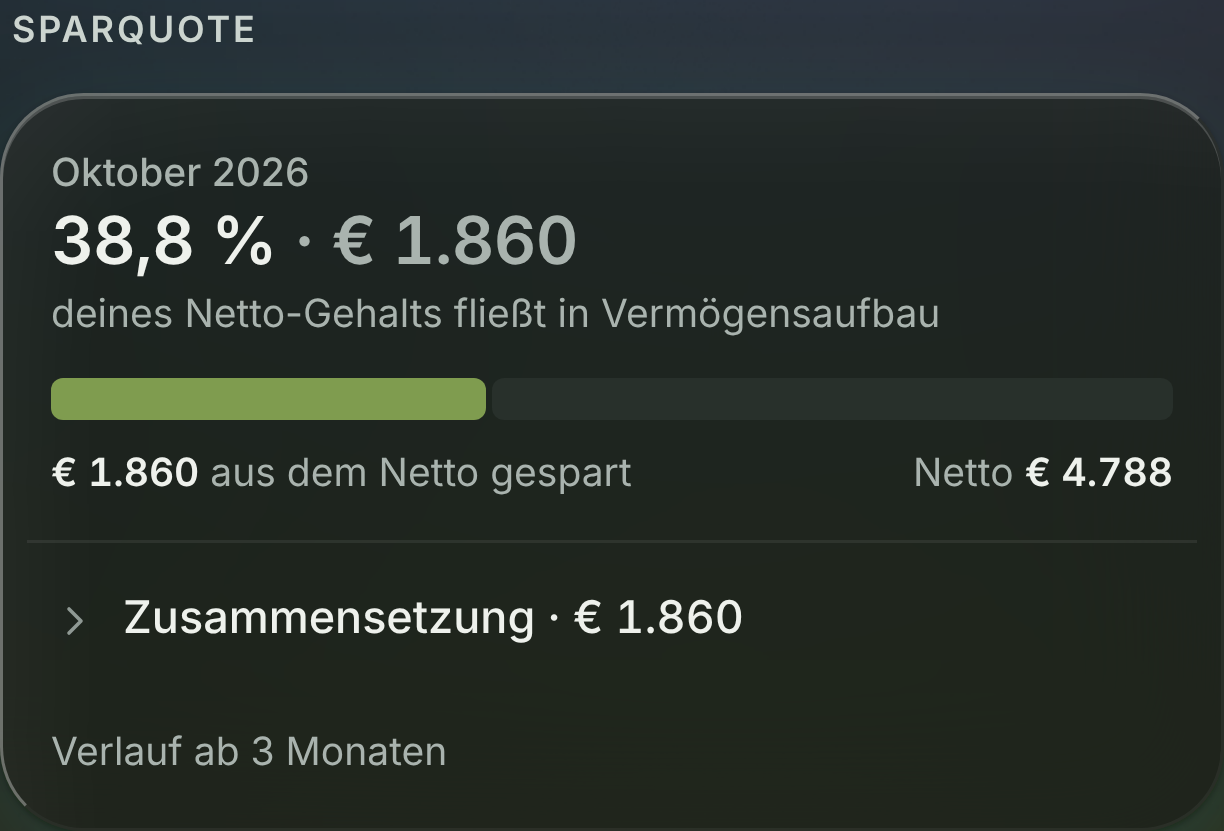 SPARQUOTE
Oktober 2026
38,8 % · € 1.860
deines Netto-Gehalts fließt in Vermögensaufbau
€ 1.860 aus dem Netto gespart Netto € 4.788
Zusammensetzung · € 1.860
Verlauf ab 3 Monaten